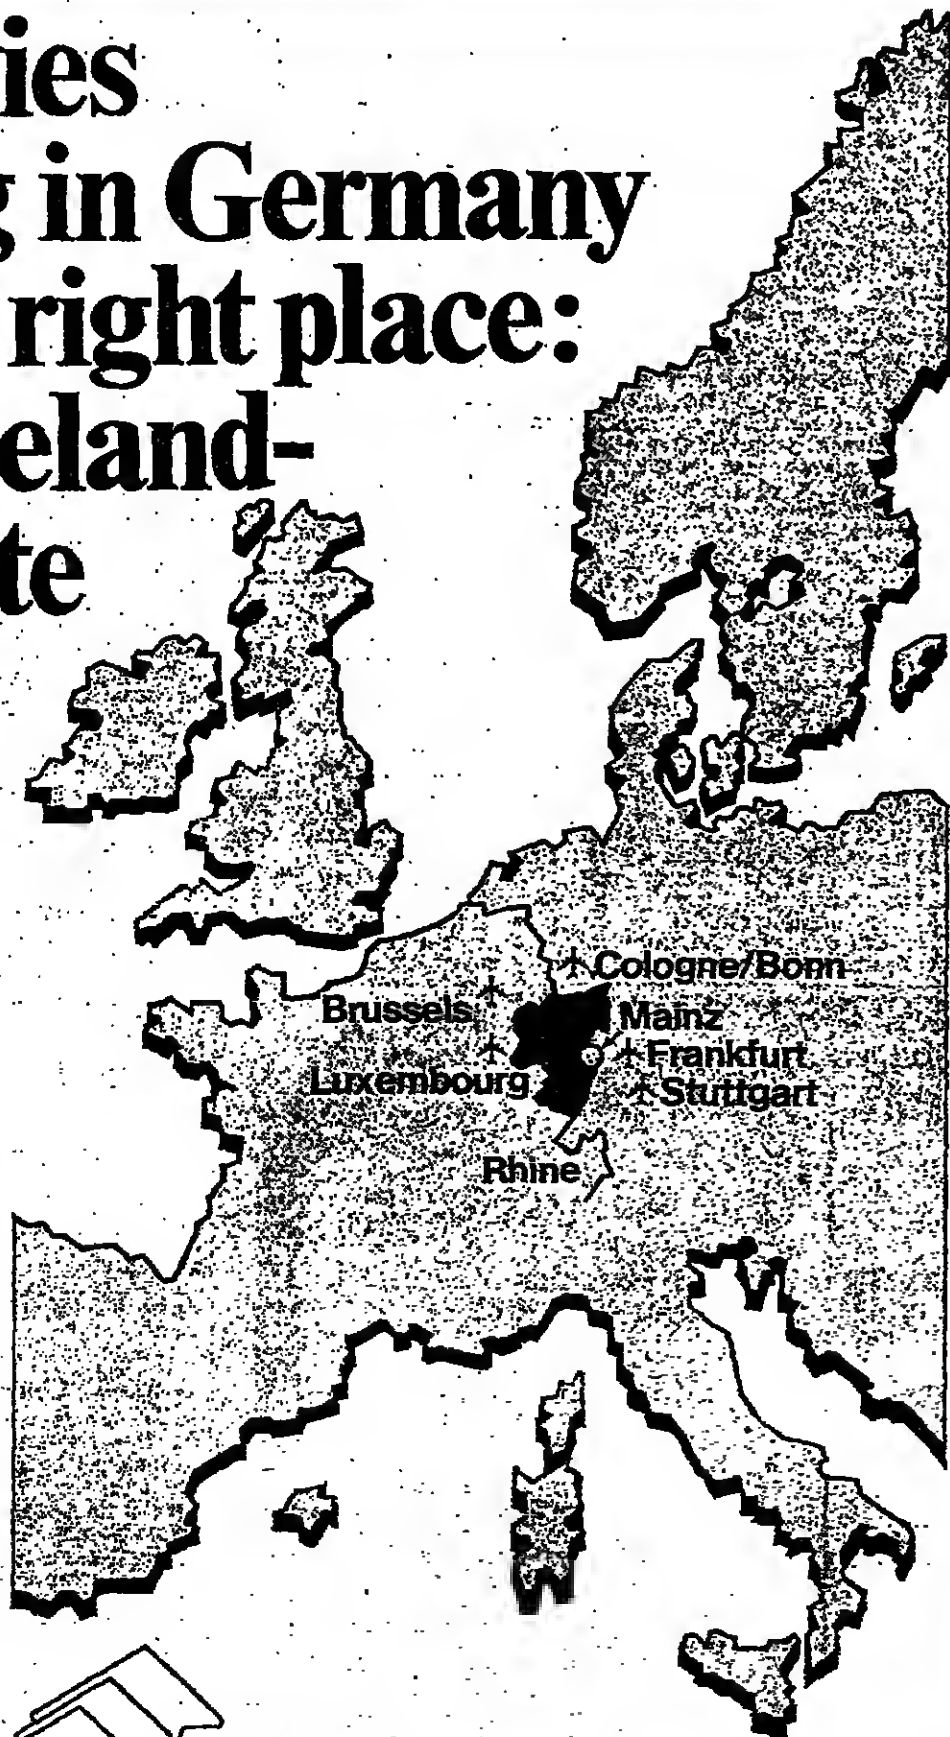 ies
g in Germany
right place:
eland-
te
Cologne/Bonn
Brussels
Mainz
Frankfurt
Luxembourg
Stuttgart
Rhine